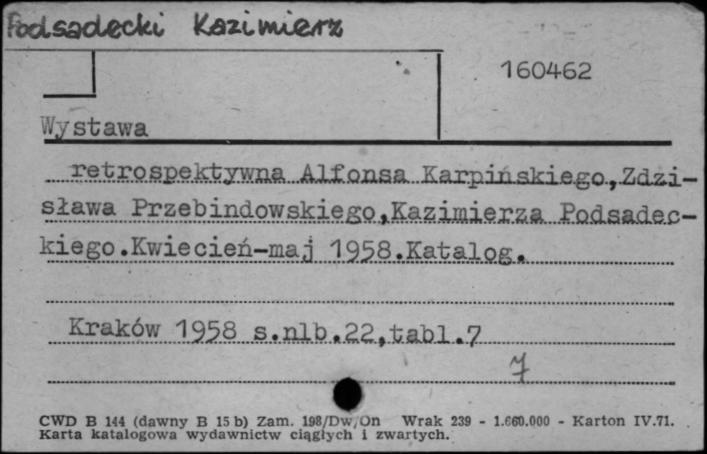 Podsadecki Kazimierz
160462
Wystawa
retrospektywna Alfonsa Karpińskiego,Zdzi-
sława Przebindowskiego,Kazimierza Podsadec-
kiego.Kwiecień-maj 1958.Katalog.
Kraków 1958 s.nlb.22,tabl.7
7
CWD B 144 (dawny B 15 b) Zam. 198/Dw/On Wrak 239 - 1.660.000 - Karton IV.71.
Karta katalogowa wydawnictw ciągłych i zwartych.